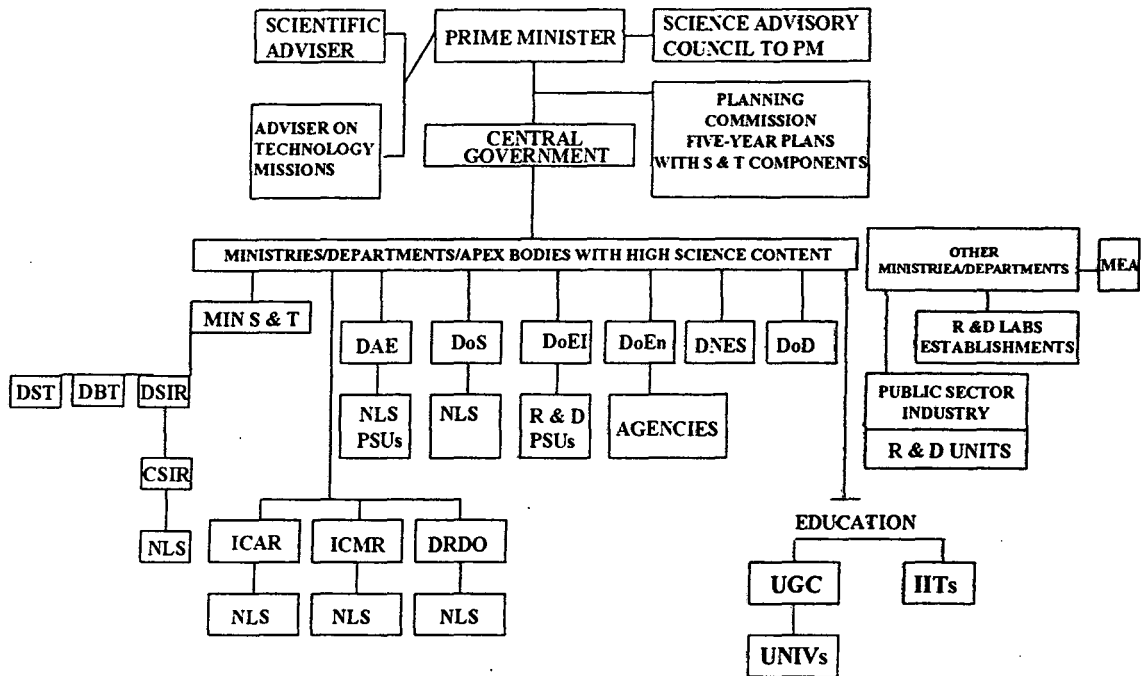 SCIENTIFIC
ADVISER
PRIME MINISTER
SCIENCE ADVISORY
COUNCIL TO PM
ADVISER ON
TECHNOLOGY
MISSIONS
CENTRAL
GOVERNMENT
PLANNING
COMMISSION
FIVE-YEAR PLANS
WITH S & T COMPONENTS
MINISTRIES/DEPARTMENTS/APEX BODIES WITH HIGH SCIENCE CONTENT
OTHER
MINISTRIEA/DEPARTMENTS
MEA
MIN S & T
DAE
DoS
DoEI
DoEn
DNES
DoD
R &D LABS
ESTABLISHMENTS
DST
DBT
DSIR
NLS
PSUs
NLS
R & D
PSUs
AGENCIES
PUBLIC SECTOR
INDUSTRY
R & D UNITS
CSIR
NLS
ICAR
ICMR
DRDO
EDUCATION
NLS
NLS
NLS
UGC
IITs
UNIVs